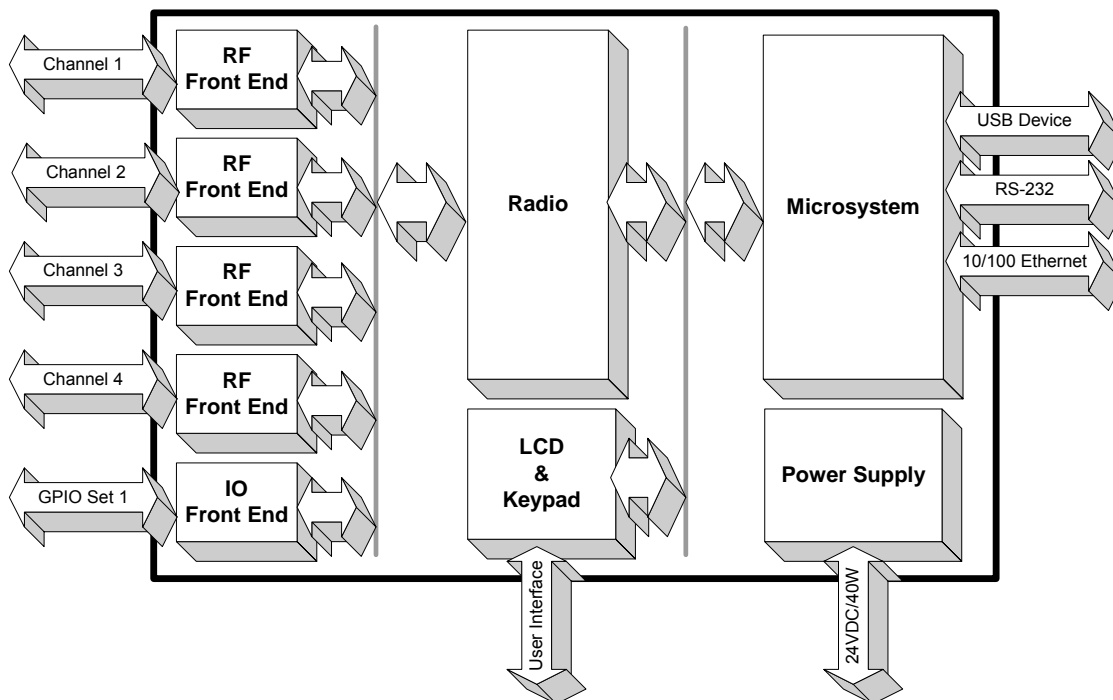 Channel 1
RF
Front End
Channel 2
RF
Front End
Channel 3
RF
Front End
Channel 4
RF
Front End
GPIO Set 1
IO
Front End
Radio
LCD
&
Keypad
User Interface
Microsystem
USB Device
RS-232
10/100 Ethernet
Power Supply
24VDC/40W